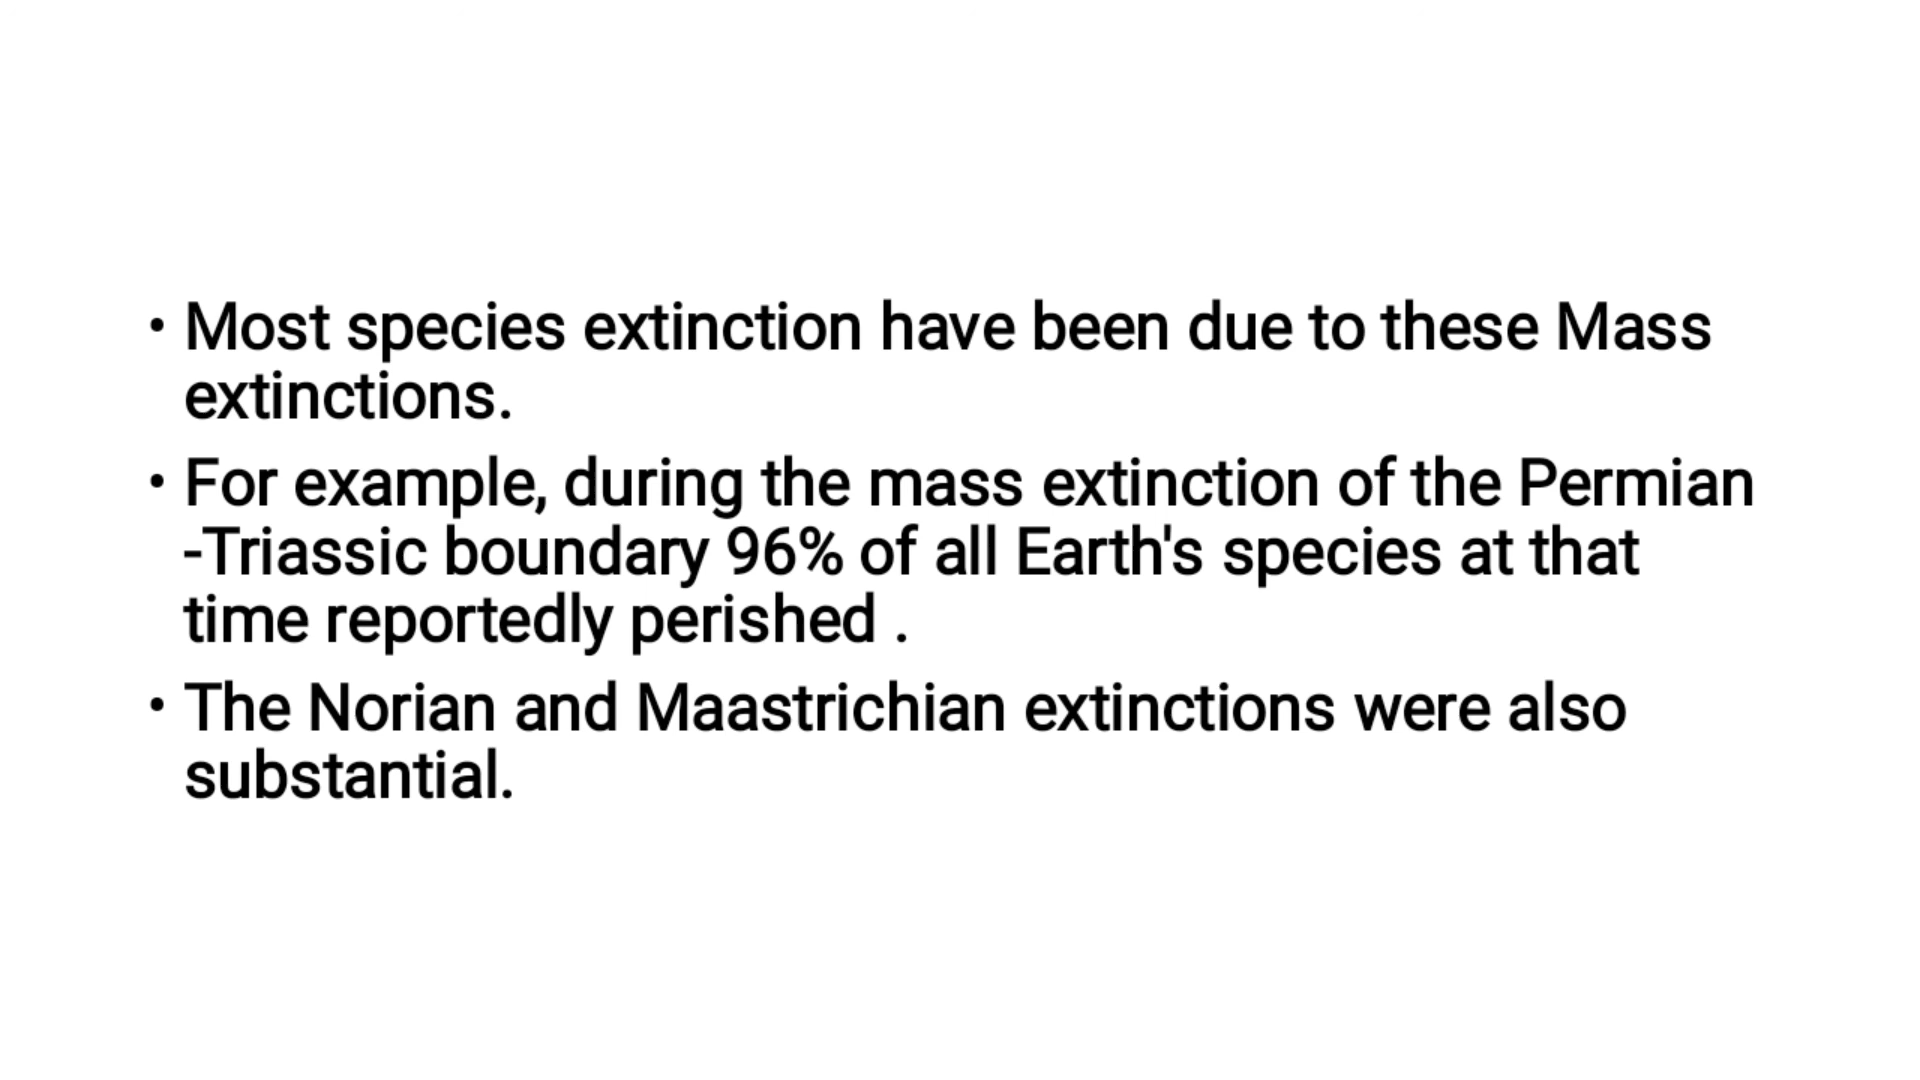 • Most species extinction have been due to these Mass
extinctions.
• For example, during the mass extinction of the Permian
-Triassic boundary 96% of all Earth's species at that
time reportedly perished .
• The Norian and Maastrichian extinctions were also
substantial.